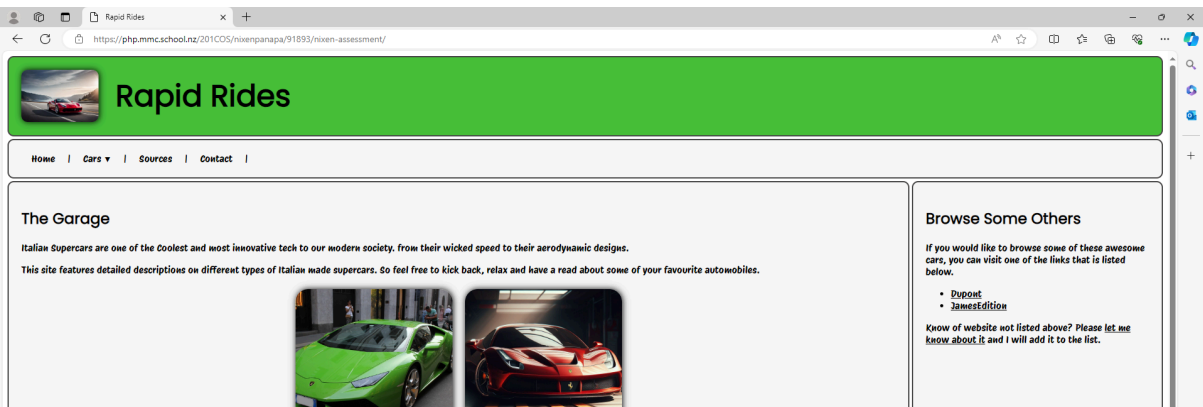 Rapid Rides
https://php.mmc.school.nz/201COS/nixenpanapa/91893/nixen-assessment/
Rapid Rides
Home | Cars ▾ | Sources | Contact |
The Garage
Italian Supercars are one of the Coolest and most innovative tech to our modern society. from their wicked speed to their aerodynamic designs.
This site features detailed descriptions on different types of Italian made supercars. So feel free to kick back, relax and have a read about some of your favourite automobiles.
Browse Some Others
If you would like to browse some of these awesome
cars, you can visit one of the links that is listed
below.
• Dupont
• JamesEdition
Know of website not listed above? Please let me
know about it and I will add it to the list.